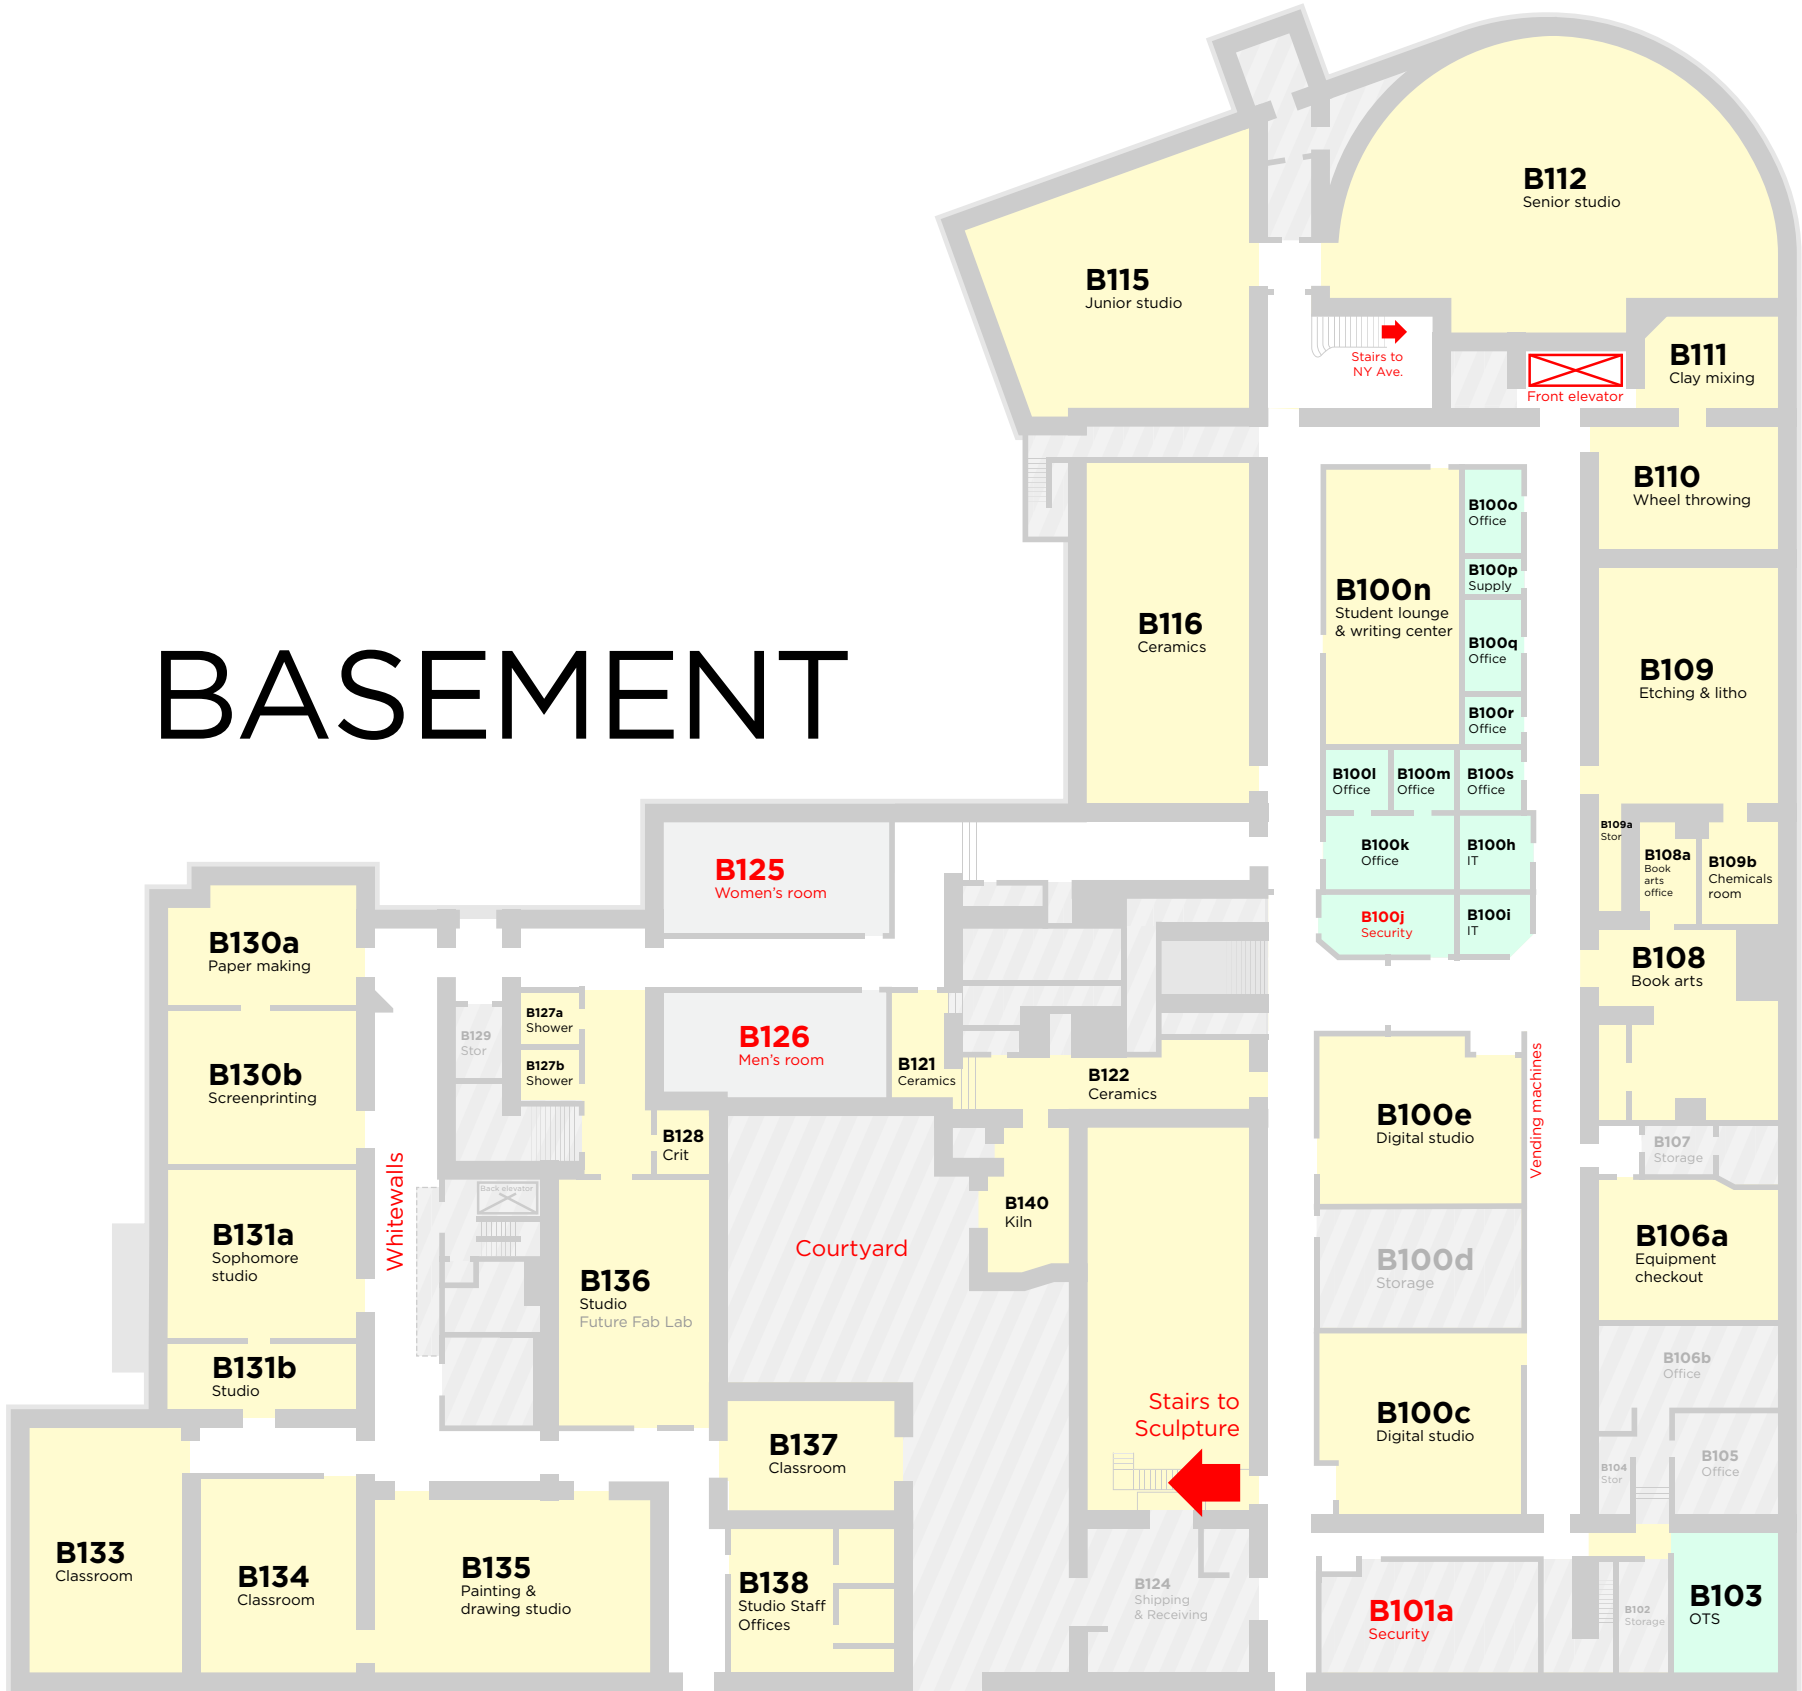 B112
Senior studio
B115
Junior studio
Stairs to
NY Ave.
Front elevator
B111
Clay mixing
B110
Wheel throwing
B100o
Office
B100p
Supply
B100n
Student lounge
& writing center
B100q
Office
B100r
Office
B116
Ceramics
BASEMENT
B109
Etching & litho
B100l
Office
B100m
Office
B100s
Office
B100k
Office
B100h
IT
B109a
Stor
B108a
Book
arts
office
B109b
Chemicals
room
B100j
Security
B100i
IT
B108
Book arts
B125
Women's room
B130a
Paper making
B127a
Shower
B129
Stor
B127b
Shower
B126
Men's room
B121
Ceramics
B122
Ceramics
B130b
Screenprinting
B128
Crit
B100e
Digital studio
Vending machines
B107
Storage
Whitewalls
Back elevator
B131a
Sophomore
studio
B136
Studio
Future Fab Lab
Courtyard
B140
Kiln
B100d
Storage
B106a
Equipment
checkout
B131b
Studio
B106b
Office
Stairs to
Sculpture
B100c
Digital studio
B137
Classroom
B104
Stor
B105
Office
B133
Classroom
B134
Classroom
B135
Painting &
drawing studio
B138
Studio Staff
Offices
B124
Shipping
& Receiving
B101a
Security
B102
Storage
B103
OTS